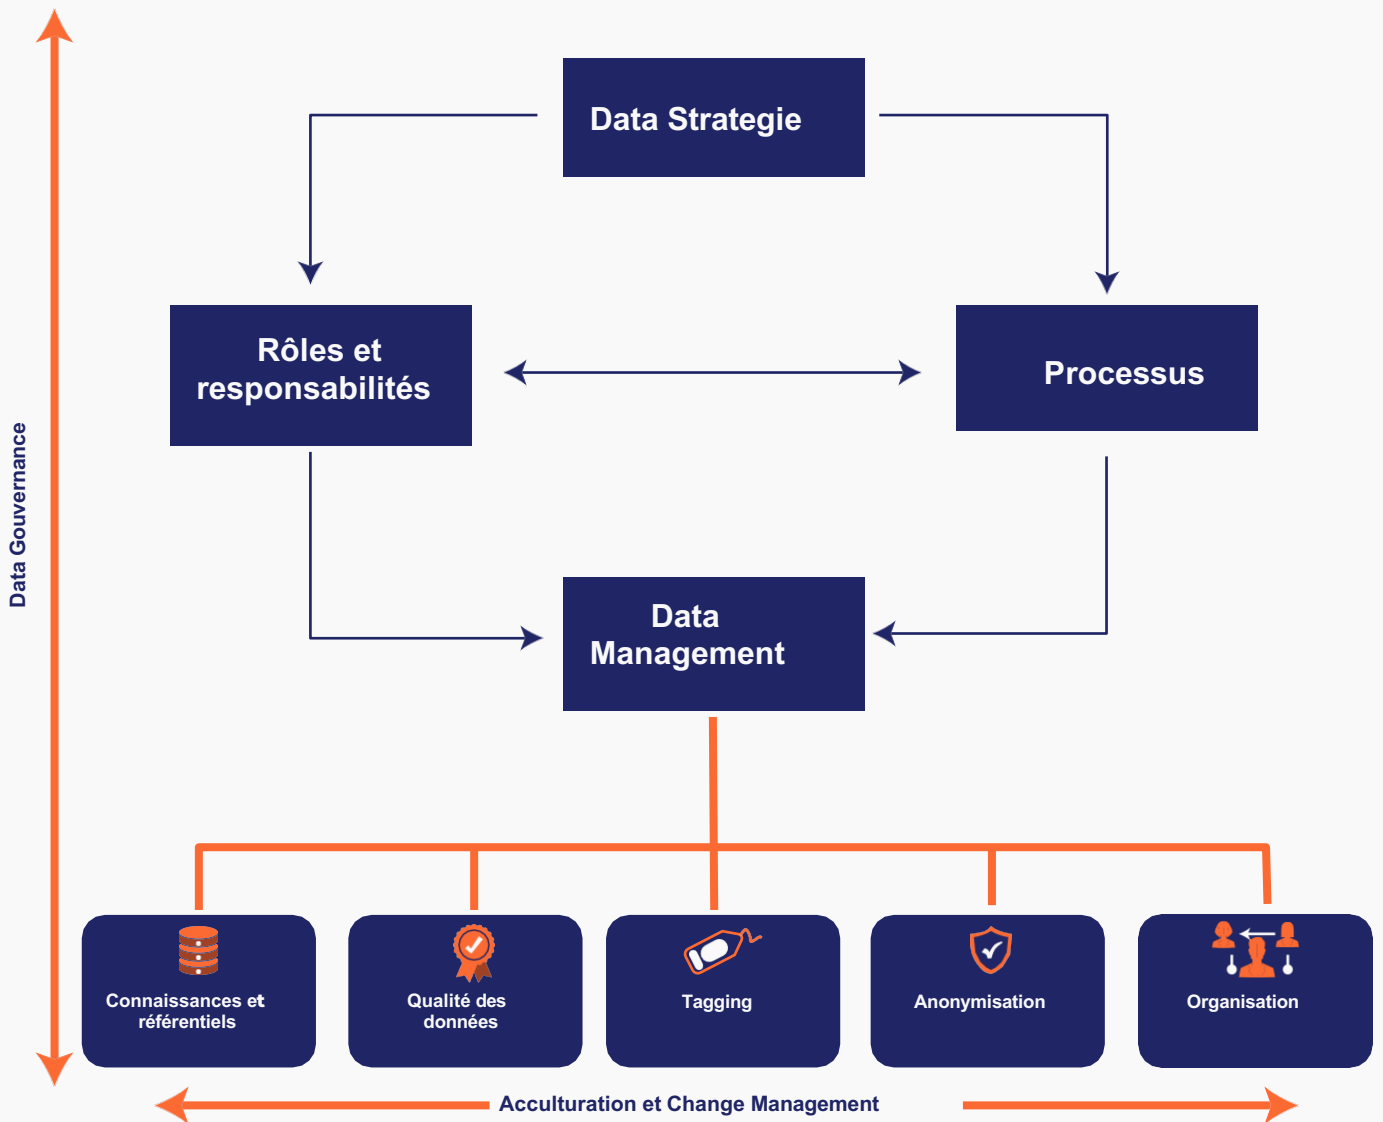 Data Strategie
Rôles et
responsabilités
Processus
Data Gouvernance
Data
Management
Connaissances et
référentiels
Qualité des
données
Tagging
Anonymisation
Organisation
Acculturation et Change Management